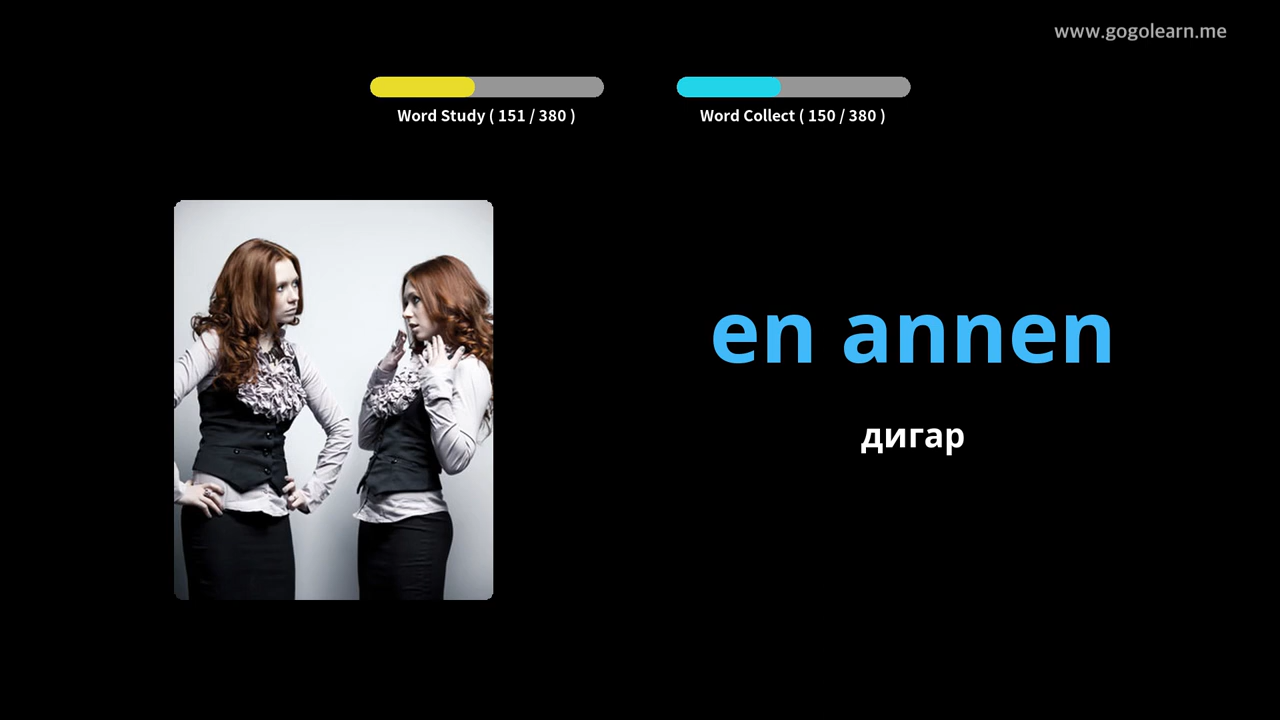 www.gogolearn.me
Word Study ( 151 / 380 )
Word Collect ( 150 / 380 )
en annen
дигар